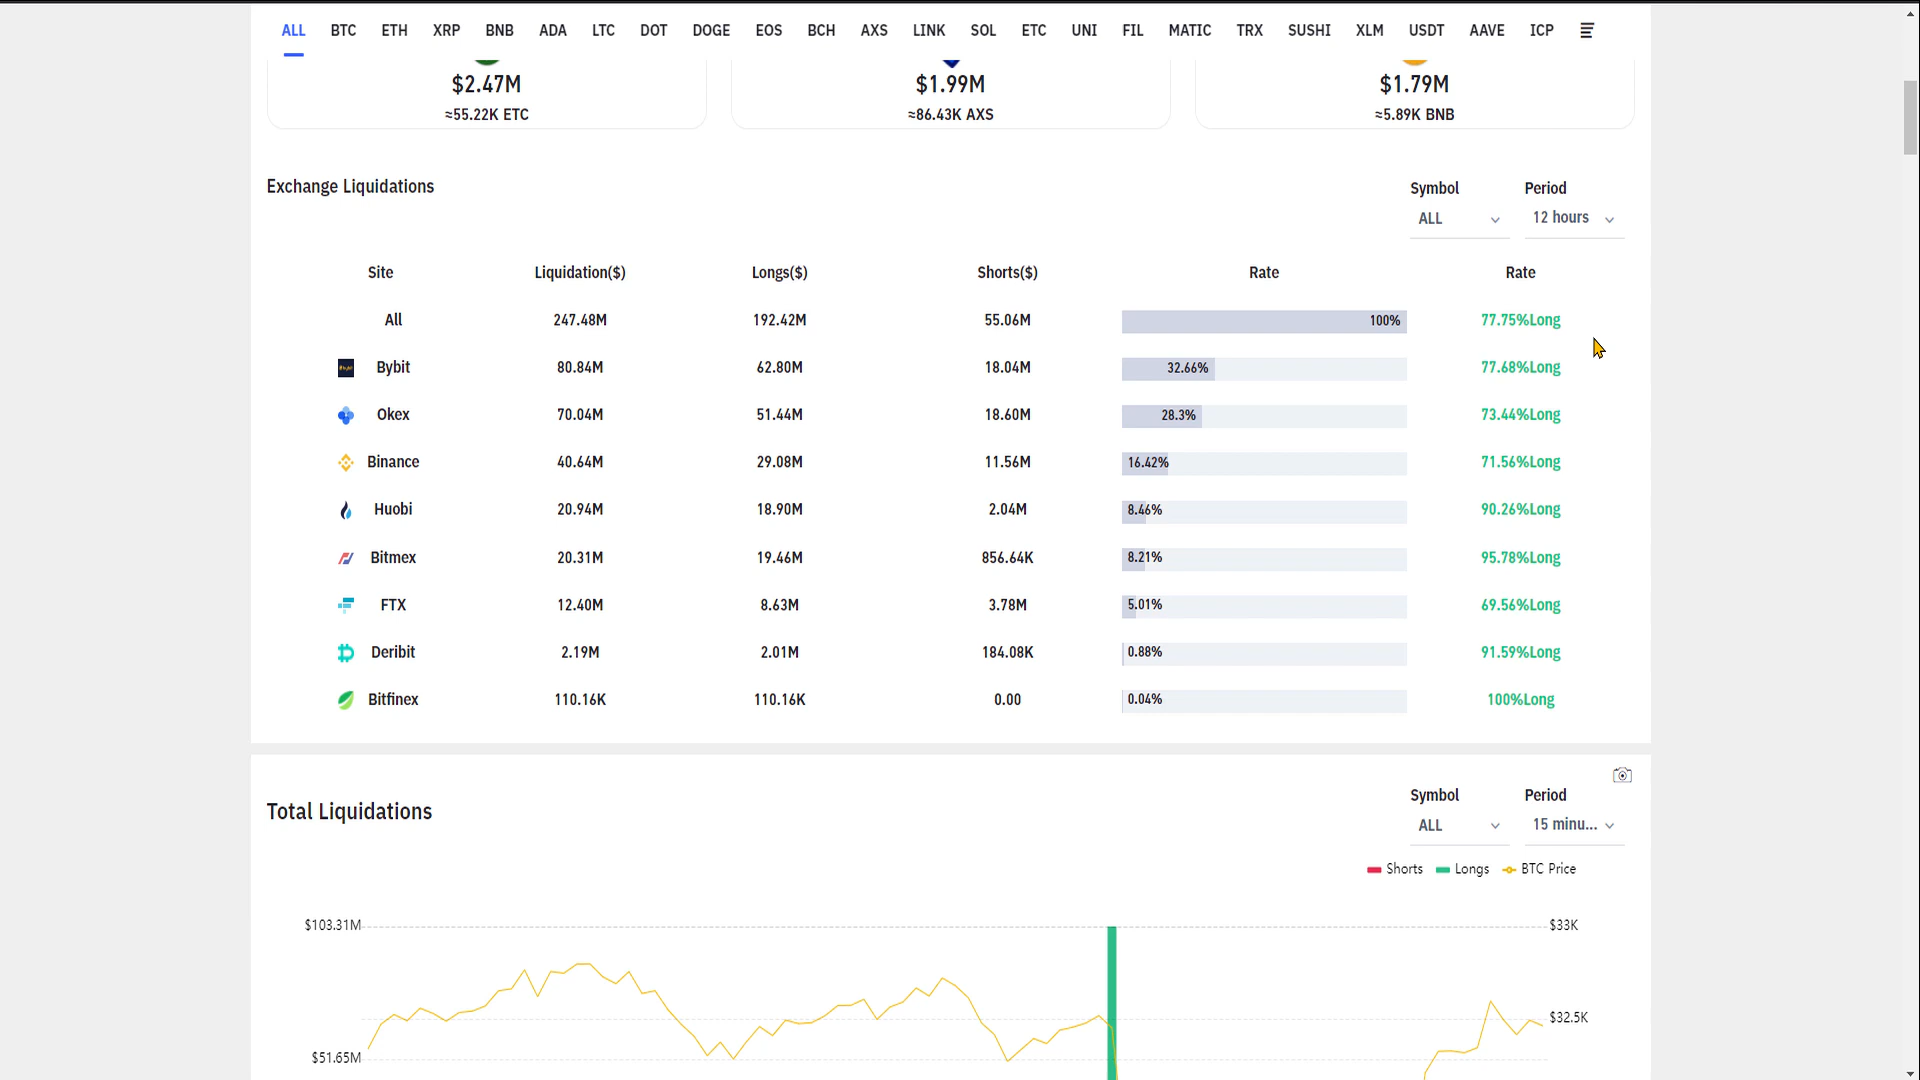 ALL BTC ETH XRP BNB ADA LTC DOT DOGE EOS BCH AXS LINK SOL ETC UNI FIL MATIC TRX SUSHI XLM USDT AAVE ICP
$2.47M $1.99M $1.79M
≈55.22K ETC ≈86.43K AXS ≈5.89K BNB
Exchange Liquidations
Symbol Period
ALL 12 hours
Site Liquidation($) Longs($) Shorts($) Rate Rate
All 247.48M 192.42M 55.06M 100% 77.75%Long
Bybit 80.84M 62.80M 18.04M 32.66% 77.68%Long
Okex 70.04M 51.44M 18.60M 28.3% 73.44%Long
Binance 40.64M 29.08M 11.56M 16.42% 71.56%Long
Huobi 20.94M 18.90M 2.04M 8.46% 90.26%Long
Bitmex 20.31M 19.46M 856.64K 8.21% 95.78%Long
FTX 12.40M 8.63M 3.78M 5.01% 69.56%Long
Deribit 2.19M 2.01M 184.08K 0.88% 91.59%Long
Bitfinex 110.16K 110.16K 0.00 0.04% 100%Long
Total Liquidations
Symbol Period
ALL 15 minu...
Shorts Longs BTC Price
$103.31M $33K
$32.5K
$51.65M